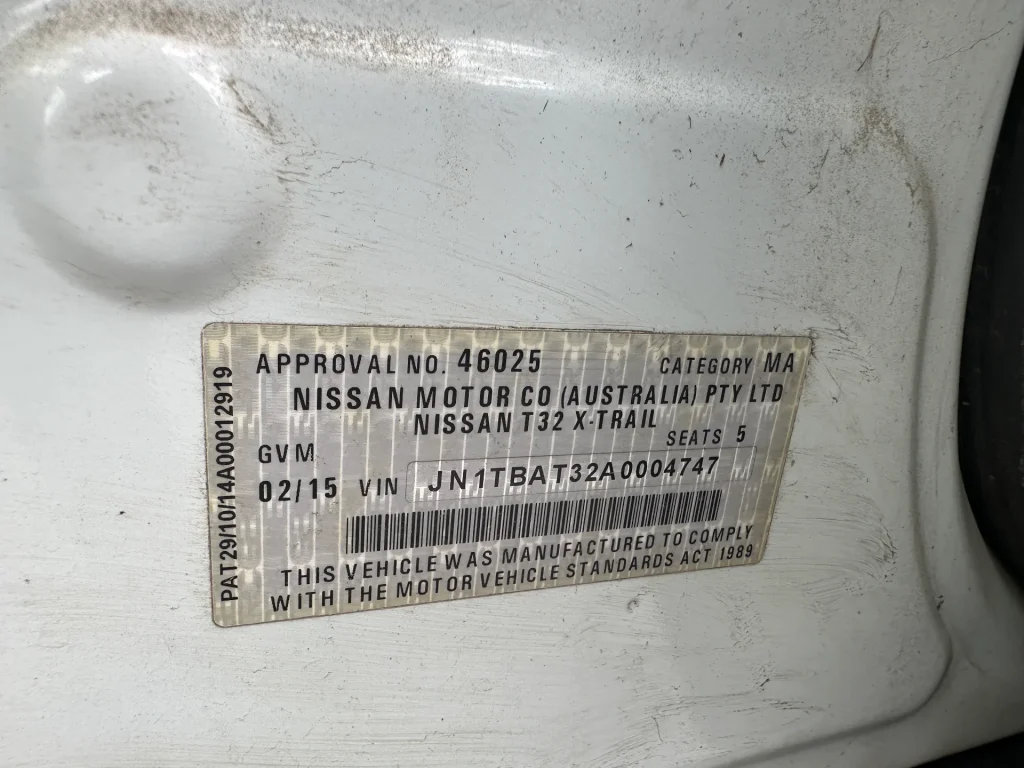 PAT29/10/14A00012919
APPROVAL NO. 46025 CATEGORY MA
NISSAN MOTOR CO (AUSTRALIA) PTY LTD
NISSAN T32 X-TRAIL
GVM SEATS 5
02/15 VIN JN1TBAT32A0004747
THIS VEHICLE WAS MANUFACTURED TO COMPLY
WITH THE MOTOR VEHICLE STANDARDS ACT 1989